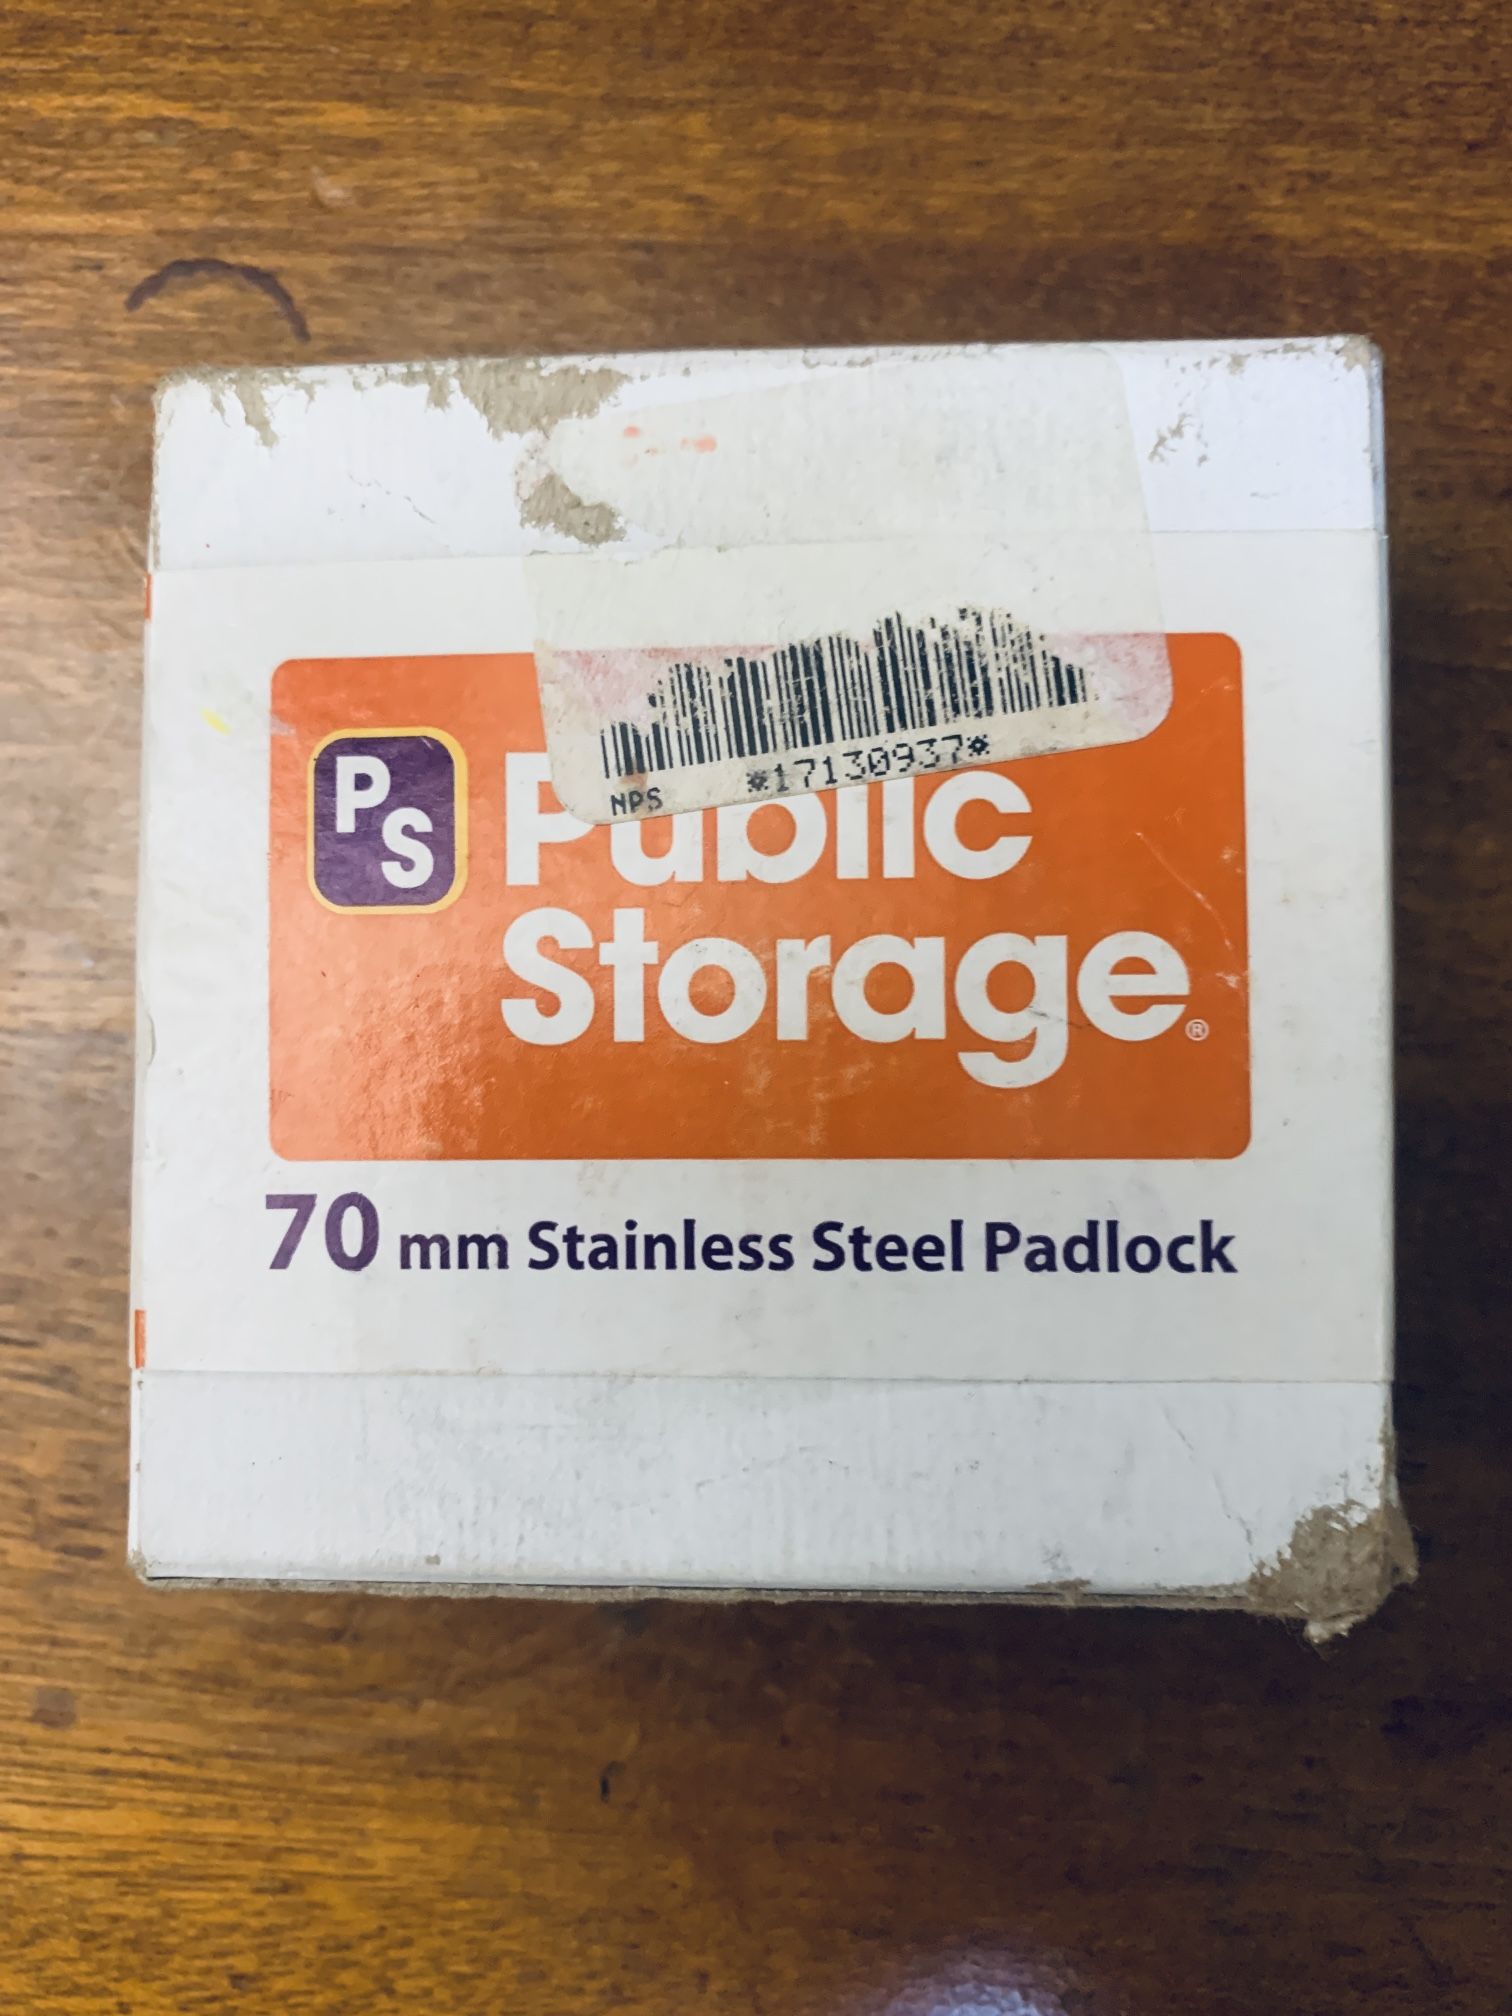 NPS *17130937*
PS
Public
Storage®
70 mm Stainless Steel Padlock